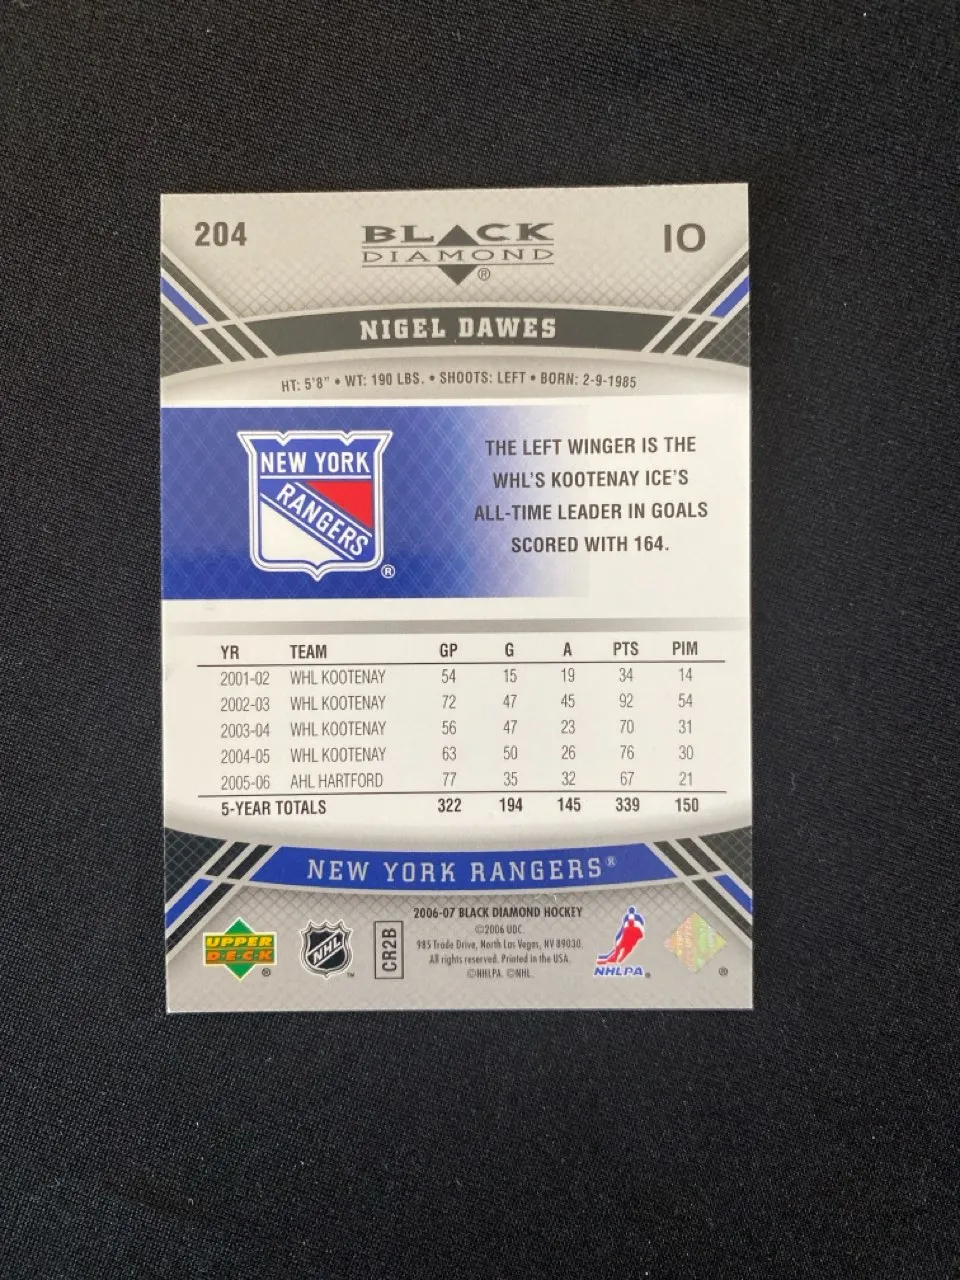 204 BLACK DIAMOND® 10
NIGEL DAWES
HT: 5'8" • WT: 190 LBS. • SHOOTS: LEFT • BORN: 2-9-1985
NEW YORK
RANGERS
®
THE LEFT WINGER IS THE
WHL'S KOOTENAY ICE'S
ALL-TIME LEADER IN GOALS
SCORED WITH 164.
YR TEAM GP G A PTS PIM
2001-02 WHL KOOTENAY 54 15 19 34 14
2002-03 WHL KOOTENAY 72 47 45 92 54
2003-04 WHL KOOTENAY 56 47 23 70 31
2004-05 WHL KOOTENAY 63 50 26 76 30
2005-06 AHL HARTFORD 77 35 32 67 21
5-YEAR TOTALS 322 194 145 339 150
NEW YORK RANGERS®
2006-07 BLACK DIAMOND HOCKEY
©2006 UDC.
985 Trade Drive, North Las Vegas, NV 89030.
All rights reserved. Printed in the USA.
©NHLPA. ©NHL.
UPPER
DECK
®
NHL
™
CR2B
NHLPA
®
®